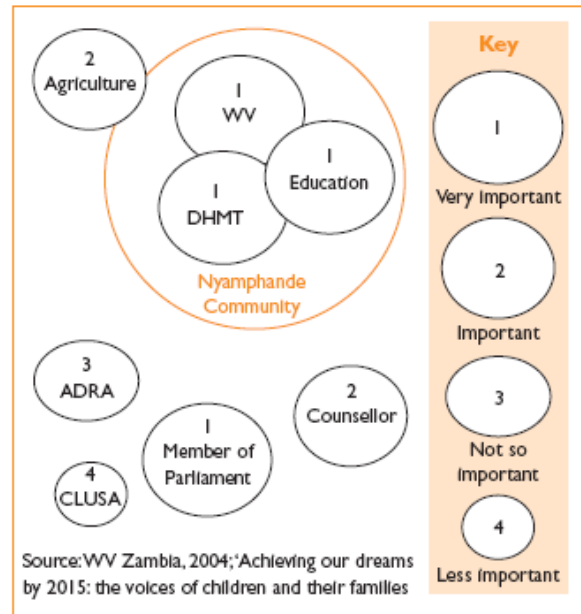 2
Agriculture
1
WV
1
Education
1
DHMT
Nyamphande
Community
3
ADRA
2
Counsellor
1
Member of
Parliament
4
CLUSA
Source: WV Zambia, 2004; ‘Achieving our dreams
by 2015: the voices of children and their families
Key
1
Very important
2
Important
3
Not so
important
4
Less important